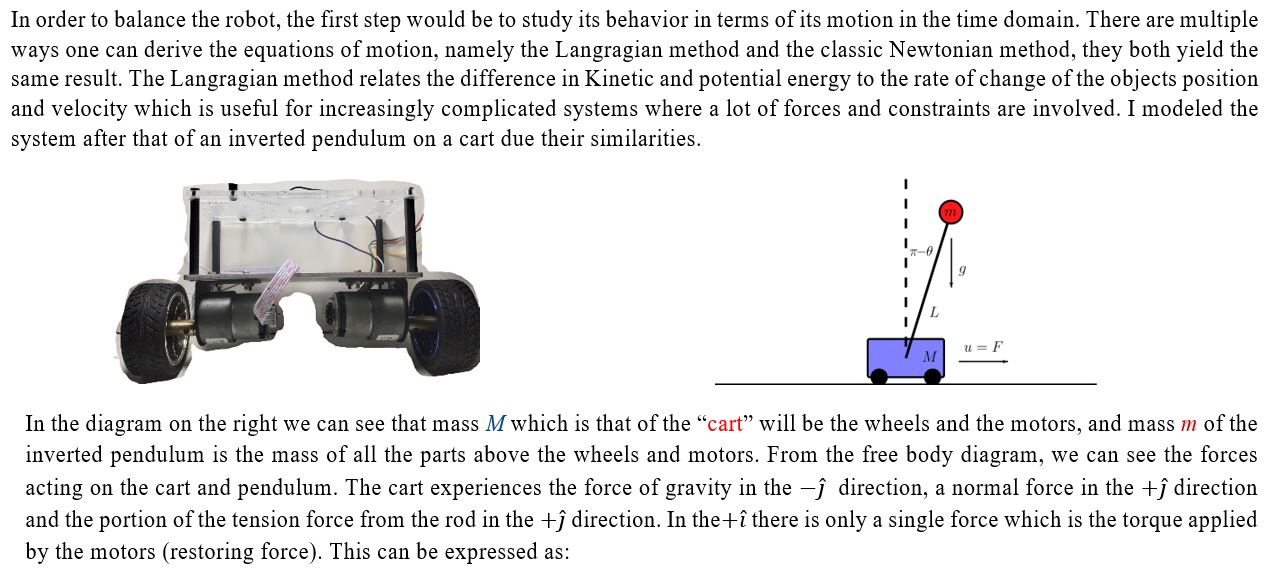 In order to balance the robot, the first step would be to study its behavior in terms of its motion in the time domain. There are multiple
ways one can derive the equations of motion, namely the Langragian method and the classic Newtonian method, they both yield the
same result. The Langragian method relates the difference in Kinetic and potential energy to the rate of change of the objects position
and velocity which is useful for increasingly complicated systems where a lot of forces and constraints are involved. I modeled the
system after that of an inverted pendulum on a cart due their similarities.
m
π−θ
g
L
M
u = F
In the diagram on the right we can see that mass M which is that of the “cart” will be the wheels and the motors, and mass m of the
inverted pendulum is the mass of all the parts above the wheels and motors. From the free body diagram, we can see the forces
acting on the cart and pendulum. The cart experiences the force of gravity in the −ĵ direction, a normal force in the +ĵ direction
and the portion of the tension force from the rod in the +ĵ direction. In the+î there is only a single force which is the torque applied
by the motors (restoring force). This can be expressed as: